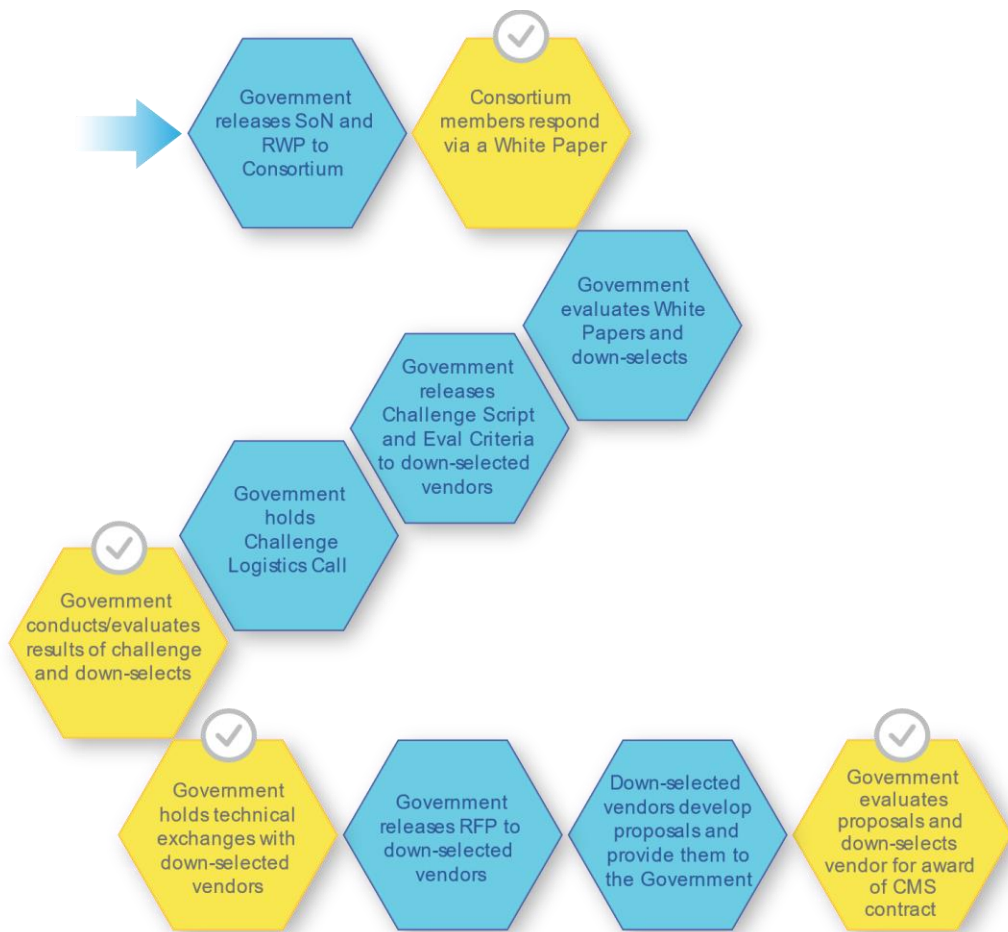 Government
releases SoN and
RWP to
Consortium
Consortium
members respond
via a White Paper
Government
evaluates White
Papers and
down-selects
Government
releases
Challenge Script
and Eval Criteria
to down-selected
vendors
Government
holds
Challenge
Logistics Call
Government
conducts/evaluates
results of challenge
and down-selects
Government
holds technical
exchanges with
down-selected
vendors
Government
releases RFP to
down-selected
vendors
Down-selected
vendors develop
proposals and
provide them to
the Government
Government
evaluates
proposals and
down-selects
vendor for award
of CMS
contract